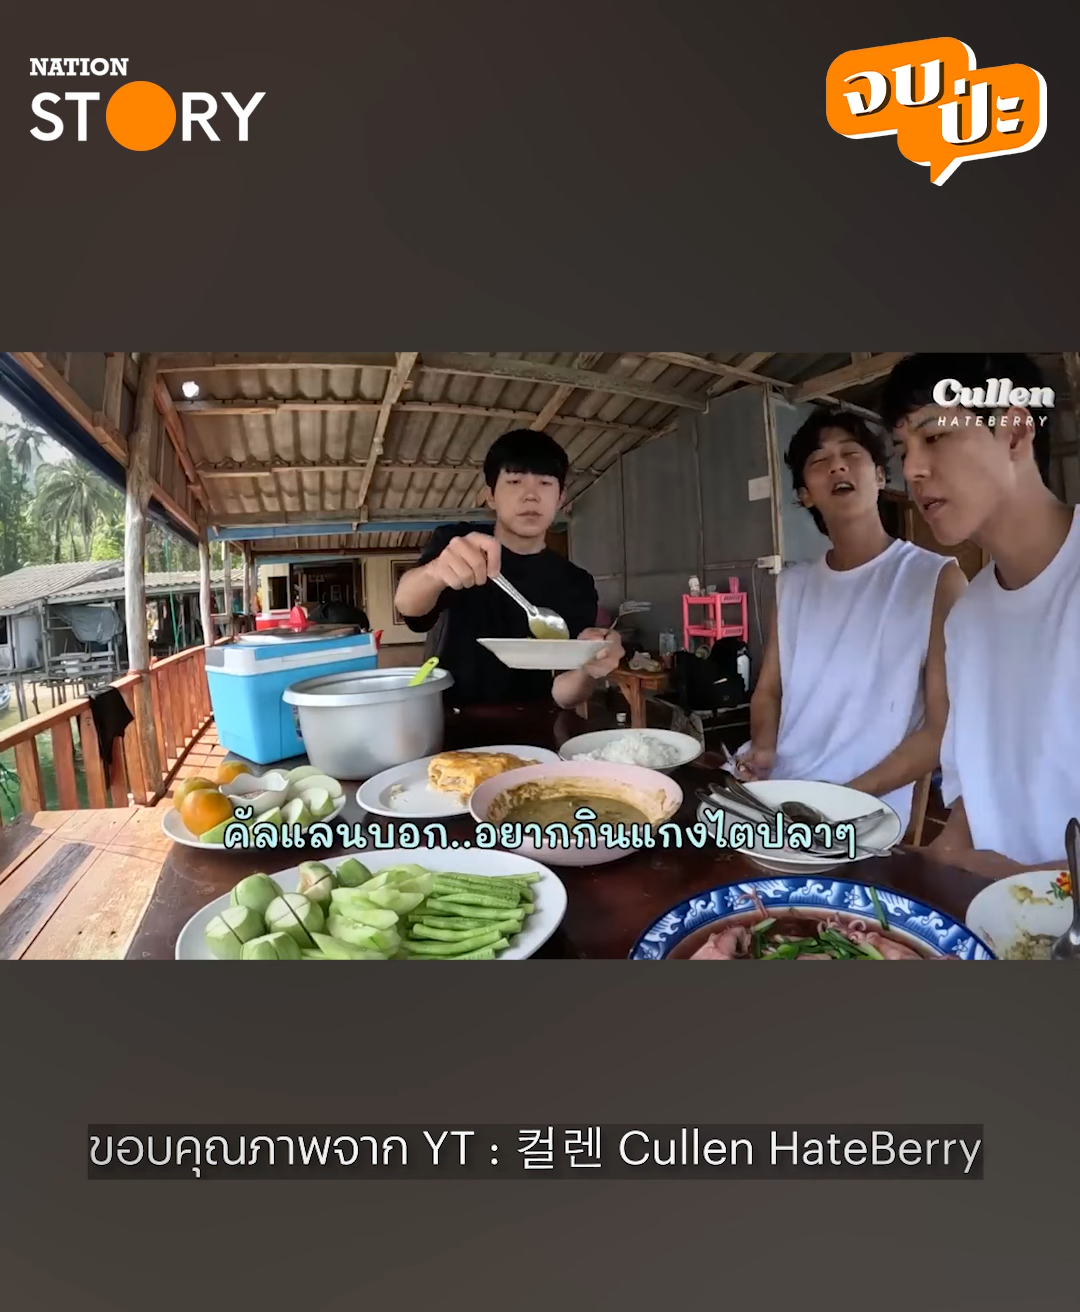 NATION
STORY
จบป่ะ
Cullen
HATEBERRY
คัลแลนบอก..อยากกินแกงไตปลาๆ
ขอบคุณภาพจาก YT : 컬렌 Cullen HateBerry